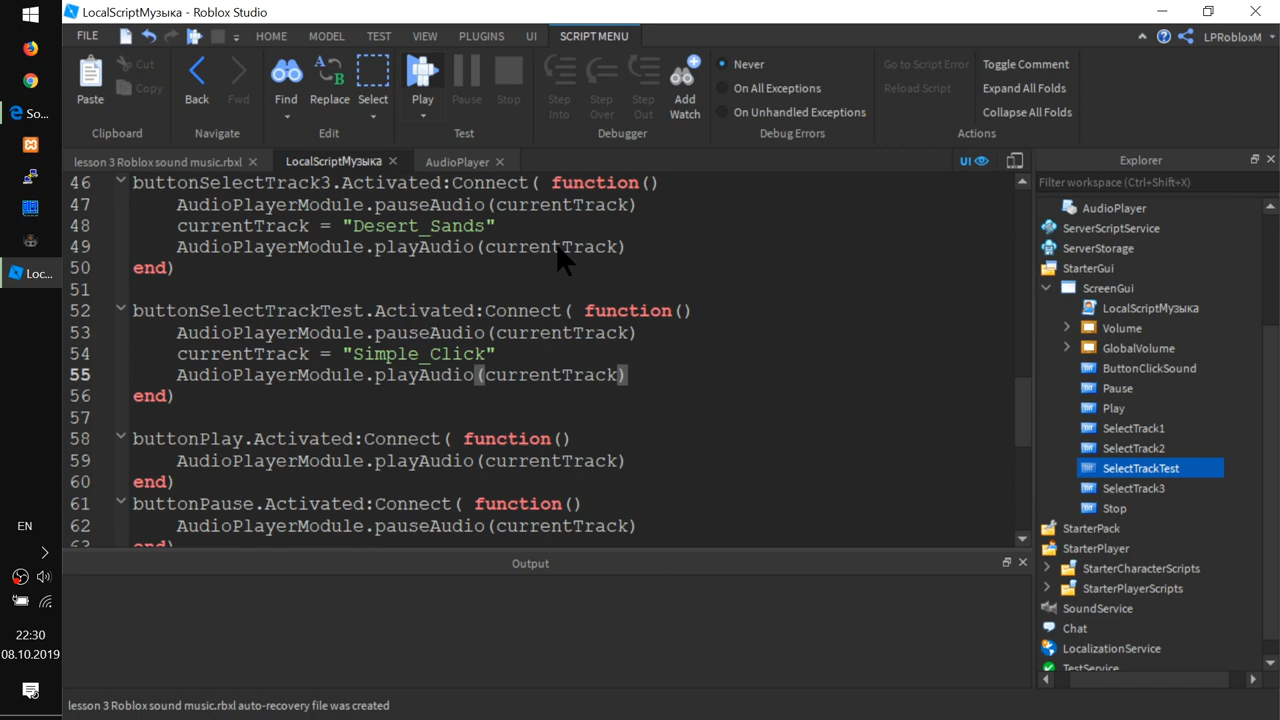 LocalScriptМузыка - Roblox Studio
FILE HOME MODEL TEST VIEW PLUGINS UI SCRIPT MENU
LPRobloxM
Paste Cut Copy
Clipboard
Back Fwd
Navigate
Find Replace Select
Edit
Play Pause Stop
Test
Step Into Step Over Step Out Add Watch
Debugger
Never
On All Exceptions
On Unhandled Exceptions
Debug Errors
Go to Script Error
Reload Script
Toggle Comment
Expand All Folds
Collapse All Folds
Actions
So...
Loc...
EN
22:30
08.10.2019
lesson 3 Roblox sound music.rbxl LocalScriptМузыка AudioPlayer UI
46 buttonSelectTrack3.Activated:Connect( function()
47 AudioPlayerModule.pauseAudio(currentTrack)
48 currentTrack = "Desert_Sands"
49 AudioPlayerModule.playAudio(currentTrack)
50 end)
51
52 buttonSelectTrackTest.Activated:Connect( function()
53 AudioPlayerModule.pauseAudio(currentTrack)
54 currentTrack = "Simple_Click"
55 AudioPlayerModule.playAudio(currentTrack)
56 end)
57
58 buttonPlay.Activated:Connect( function()
59 AudioPlayerModule.playAudio(currentTrack)
60 end)
61 buttonPause.Activated:Connect( function()
62 AudioPlayerModule.pauseAudio(currentTrack)
63 end)
Output
Explorer
Filter workspace (Ctrl+Shift+X)
AudioPlayer
ServerScriptService
ServerStorage
StarterGui
ScreenGui
LocalScriptМузыка
Volume
GlobalVolume
ButtonClickSound
Pause
Play
SelectTrack1
SelectTrack2
SelectTrackTest
SelectTrack3
Stop
StarterPack
StarterPlayer
StarterCharacterScripts
StarterPlayerScripts
SoundService
Chat
LocalizationService
TestService
lesson 3 Roblox sound music.rbxl auto-recovery file was created